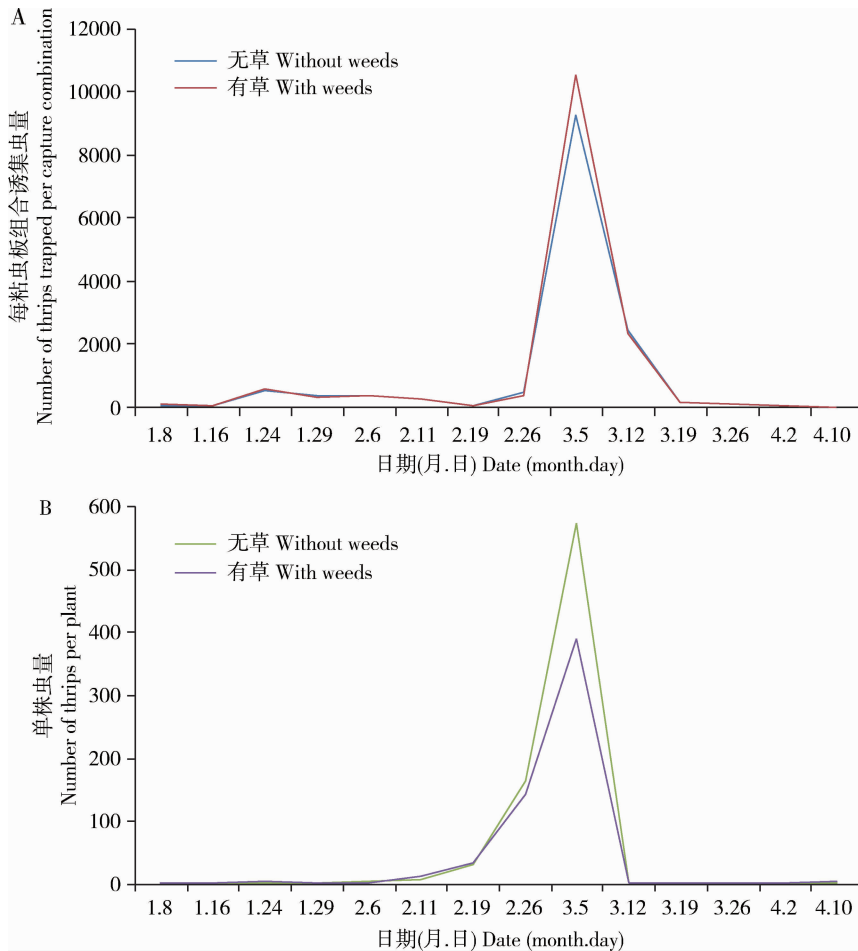 A
每粘虫板组合诱集虫量
Number of thrips trapped per capture combination
12000
10000
8000
6000
4000
2000
0
无草 Without weeds
有草 With weeds
1.8 1.16 1.24 1.29 2.6 2.11 2.19 2.26 3.5 3.12 3.19 3.26 4.2 4.10
日期(月.日) Date (month.day)
B
单株虫量
Number of thrips per plant
600
500
400
300
200
100
0
无草 Without weeds
有草 With weeds
1.8 1.16 1.24 1.29 2.6 2.11 2.19 2.26 3.5 3.12 3.19 3.26 4.2 4.10
日期(月.日) Date (month.day)